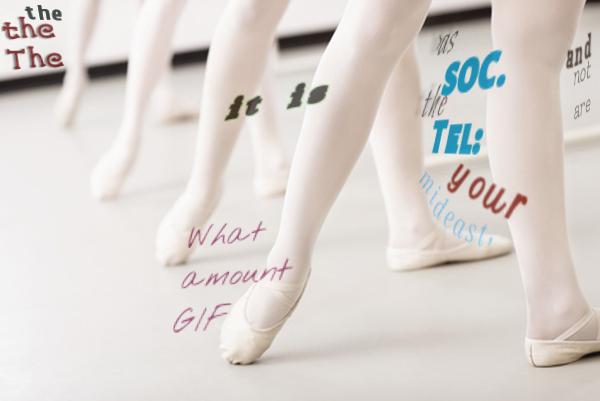 the
the
The
it is
as
SOC.
the
TEL:
your
mideast,
and
not
are
What
amount
GIF